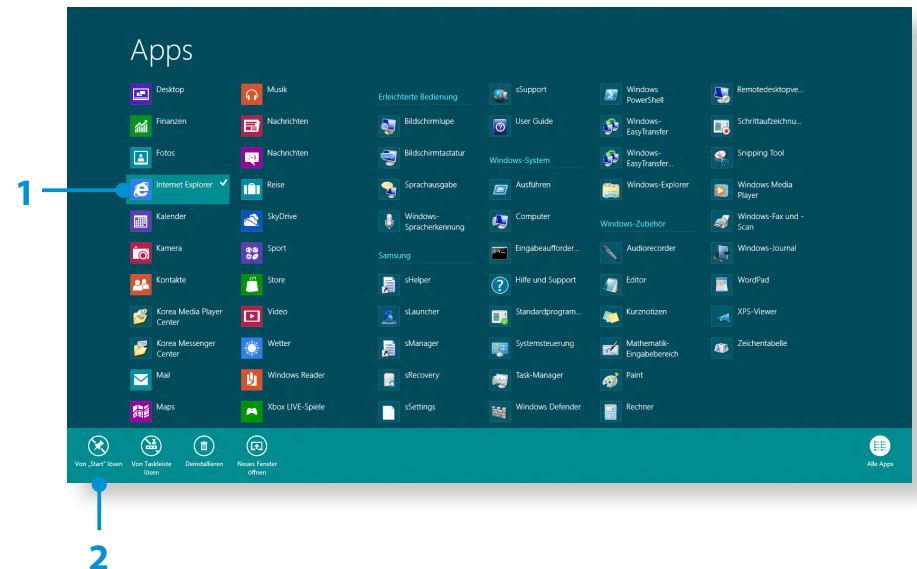 Apps
Desktop
Finanzen
Fotos
1
Internet Explorer
Kalender
Kamera
Kontakte
Korea Media Player
Center
Korea Messenger
Center
Mail
Maps
Musik
Nachrichten
Nachrichten
Reise
SkyDrive
Sport
Store
Video
Wetter
Windows Reader
Xbox LIVE-Spiele
Erleichterte Bedienung
Bildschirmlupe
Bildschirmtastatur
Sprachausgabe
Windows-
Spracherkennung
Samsung
sHelper
sLauncher
sManager
sRecovery
sSettings
sSupport
User Guide
Windows-System
Ausführen
Computer
Eingabeaufforder...
Hilfe und Support
Standardprogram...
Systemsteuerung
Task-Manager
Windows Defender
Windows
PowerShell
Windows-
EasyTransfer
Windows-
EasyTransfer...
Windows-Explorer
Windows-Zubehör
Audiorecorder
Editor
Kurznotizen
Mathematik-
Eingabebereich
Paint
Rechner
Remotedesktopve...
Schrittaufzeichnu...
Snipping Tool
Windows Media
Player
Windows-Fax und -
Scan
Windows-Journal
WordPad
XPS-Viewer
Zeichentabelle
Von „Start" lösen
Von Taskleiste
lösen
Deinstallieren
Neues Fenster
öffnen
Alle Apps
2